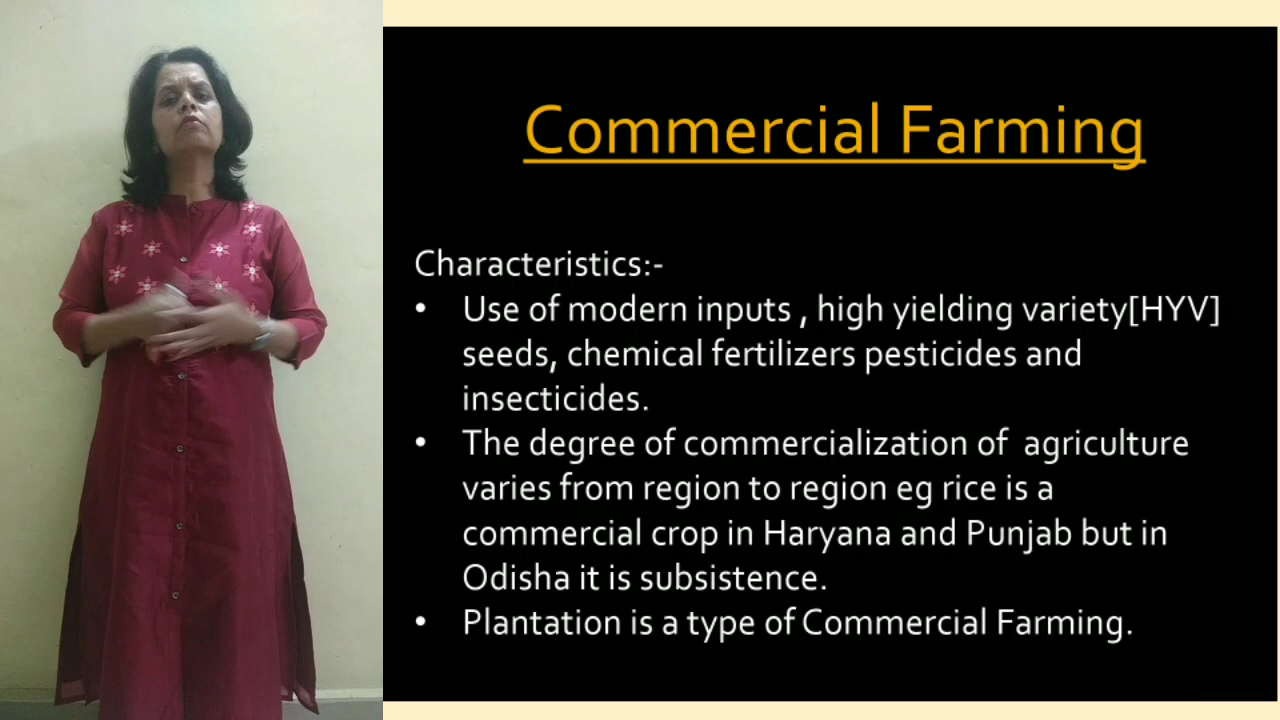 Commercial Farming
Characteristics:-
• Use of modern inputs , high yielding variety[HYV]
seeds, chemical fertilizers pesticides and
insecticides.
• The degree of commercialization of  agriculture
varies from region to region eg rice is a
commercial crop in Haryana and Punjab but in
Odisha it is subsistence.
• Plantation is a type of Commercial Farming.